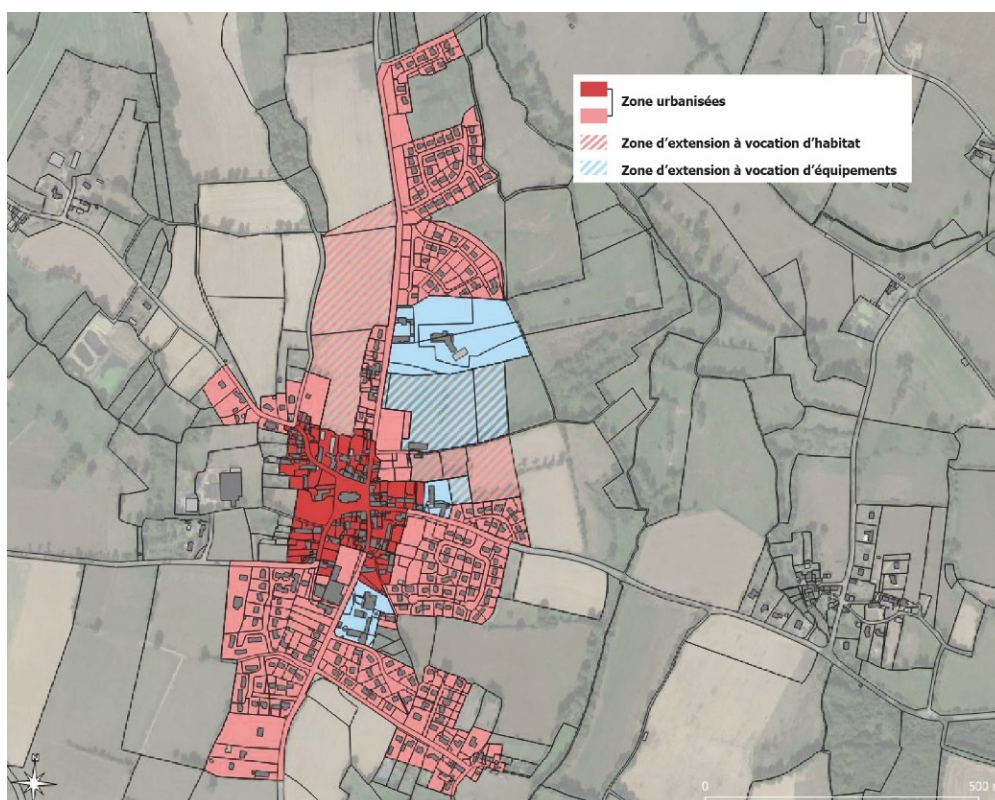 Zone urbanisées
Zone d'extension à vocation d'habitat
Zone d'extension à vocation d'équipements
N
0 500 m